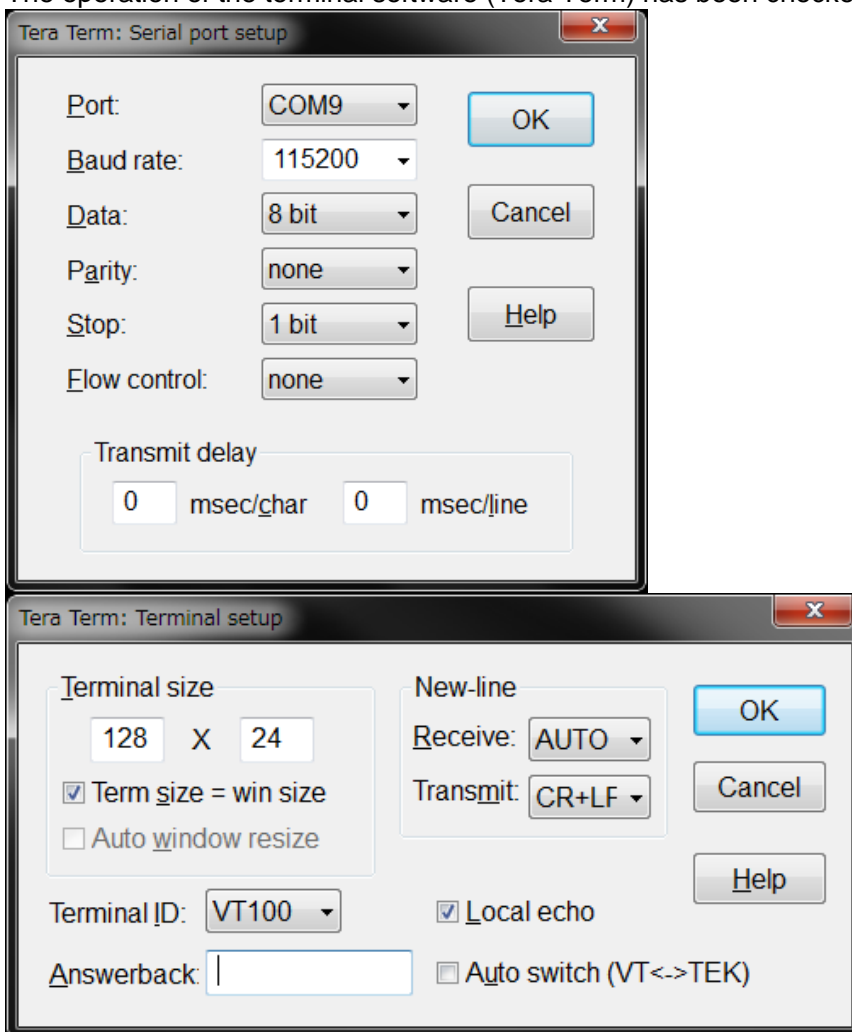 The operation of the terminal software (Tera Term) has been checke
Tera Term: Serial port setup
Port: COM9 OK
Baud rate: 115200
Data: 8 bit Cancel
Parity: none
Stop: 1 bit Help
Flow control: none
Transmit delay
0 msec/char 0 msec/line
Tera Term: Terminal setup
Terminal size New-line OK
128 X 24 Receive: AUTO
Term size = win size Transmit: CR+LF Cancel
Auto window resize
Help
Terminal ID: VT100 Local echo
Answerback: Auto switch (VT<->TEK)